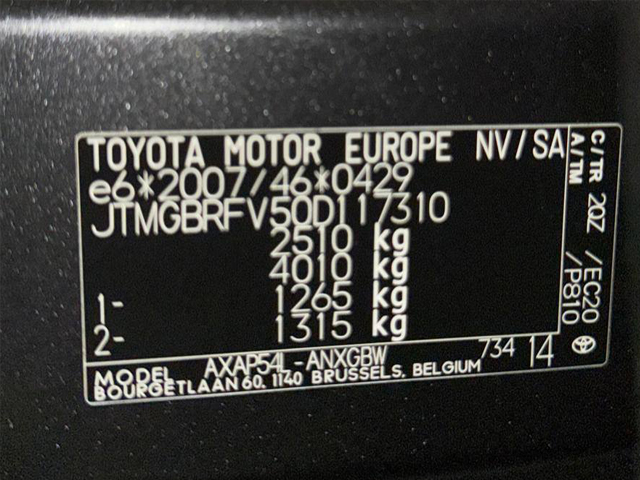 TOYOTA MOTOR EUROPE NV/SA
e6*2007/46*0429
JTMGBRFV50D117310
2510 kg
4010 kg
1- 1265 kg
2- 1315 kg
MODEL AXAP54L-ANXGBW 734 14
BOURGETLAAN 60, 1140 BRUSSELS, BELGIUM
C/TR 20Z /EC20
A/TM /P810